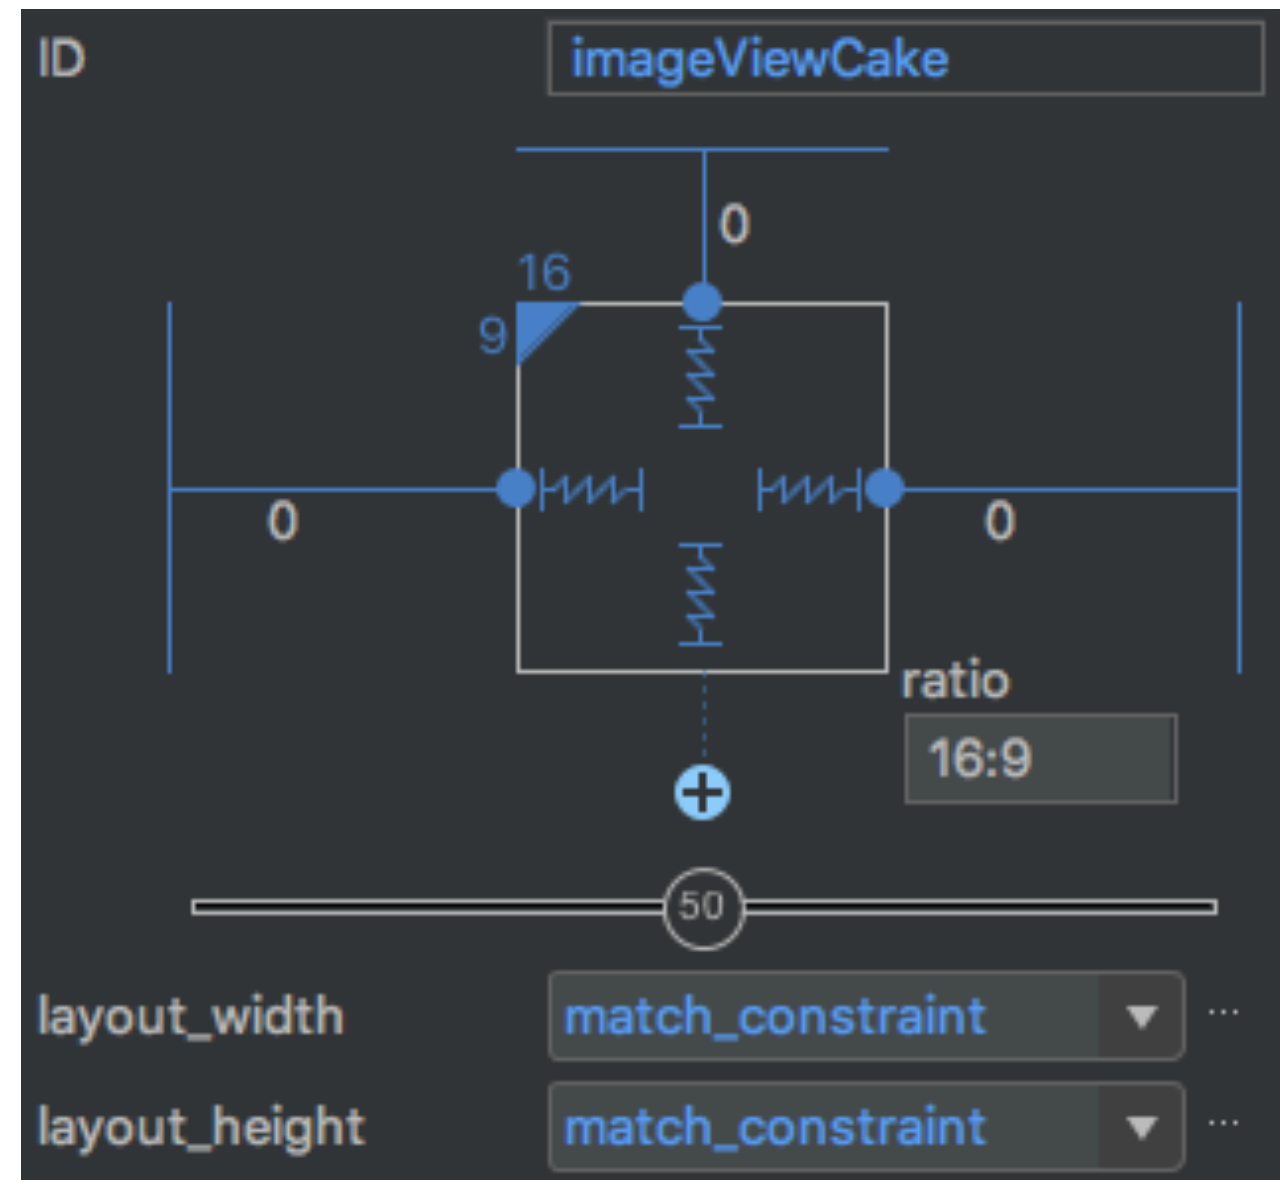 ID imageViewCake
0
16
9
0 0
ratio
16:9
50
layout_width match_constraint ...
layout_height match_constraint ...